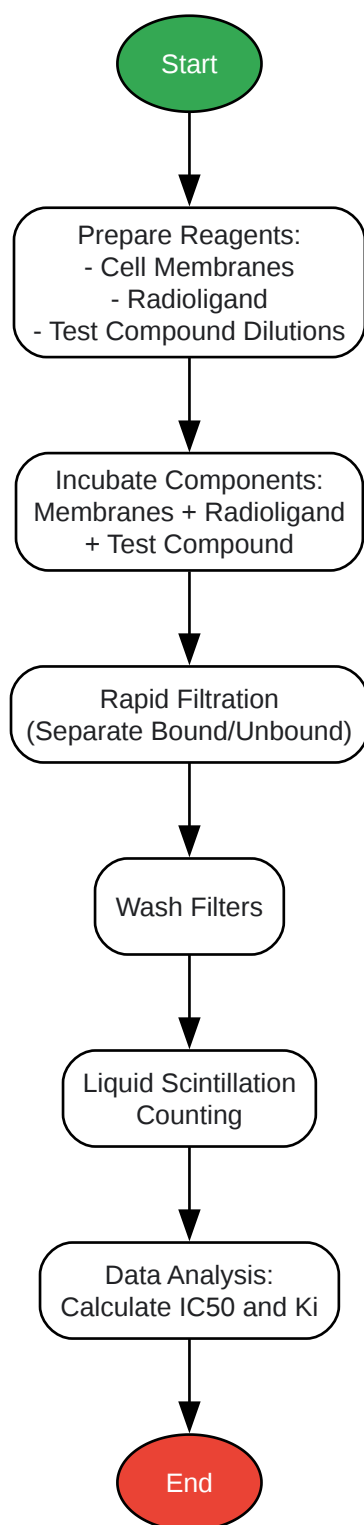 Start
Prepare Reagents:
- Cell Membranes
- Radioligand
- Test Compound Dilutions
Incubate Components:
Membranes + Radioligand
+ Test Compound
Rapid Filtration
(Separate Bound/Unbound)
Wash Filters
Liquid Scintillation
Counting
Data Analysis:
Calculate IC50 and Ki
End